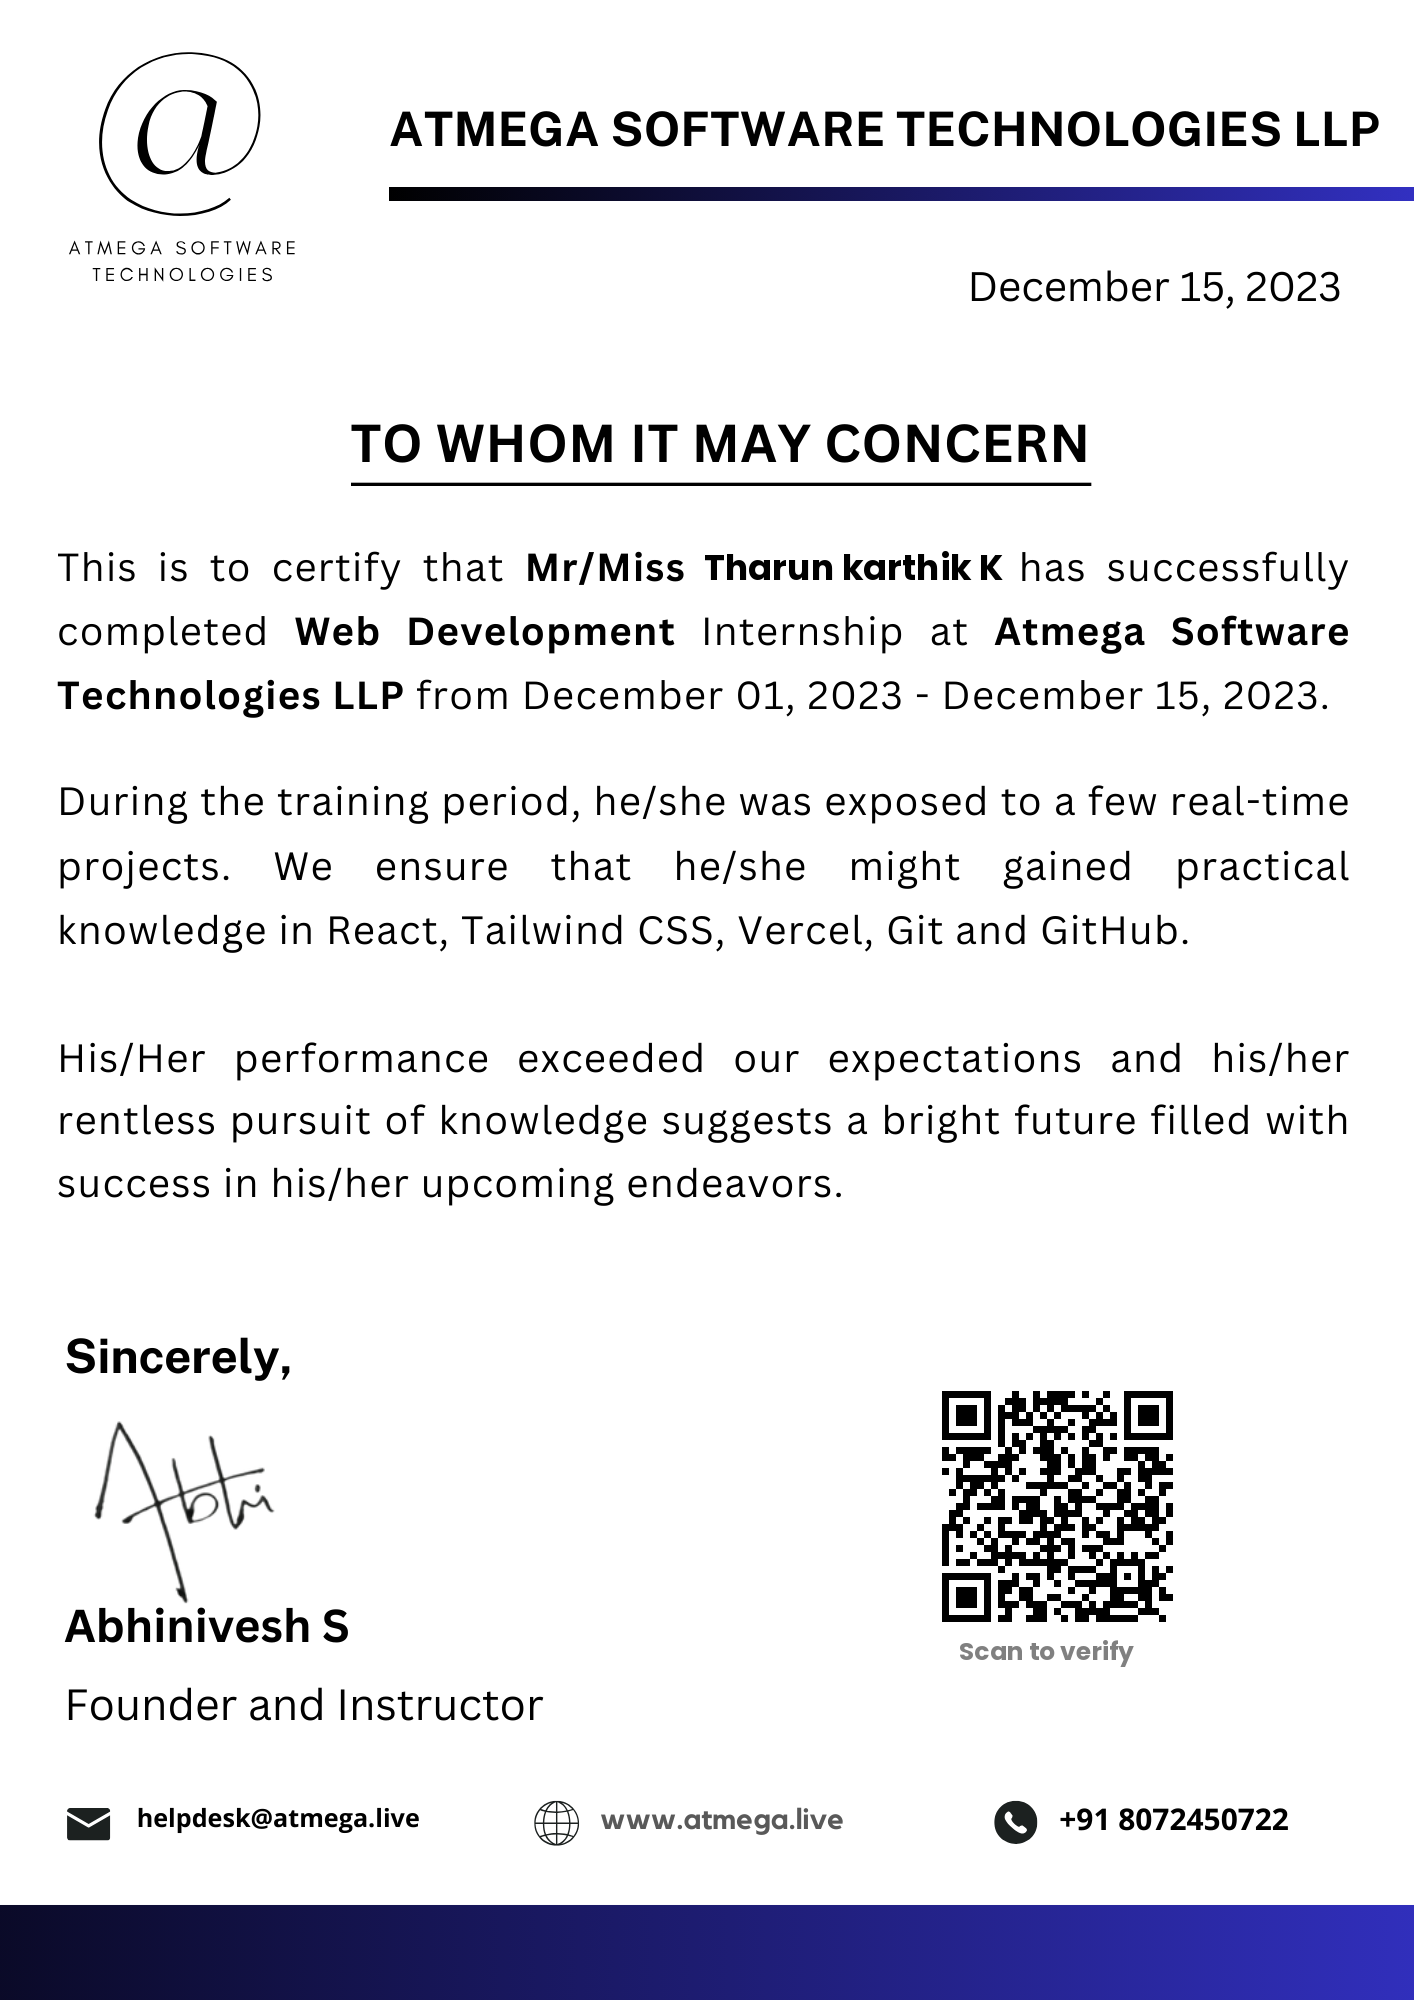 a
ATMEGA SOFTWARE
TECHNOLOGIES
ATMEGA SOFTWARE TECHNOLOGIES LLP
December 15, 2023
TO WHOM IT MAY CONCERN
This is to certify that Mr/Miss Tharun karthik K has successfully
completed Web Development Internship at Atmega Software
Technologies LLP from December 01, 2023 - December 15, 2023.
During the training period, he/she was exposed to a few real-time
projects. We ensure that he/she might gained practical
knowledge in React, Tailwind CSS, Vercel, Git and GitHub.
His/Her performance exceeded our expectations and his/her
rentless pursuit of knowledge suggests a bright future filled with
success in his/her upcoming endeavors.
Sincerely,
Abhi
Abhinivesh S
Founder and Instructor
Scan to verify
helpdesk@atmega.live
www.atmega.live
+91 8072450722